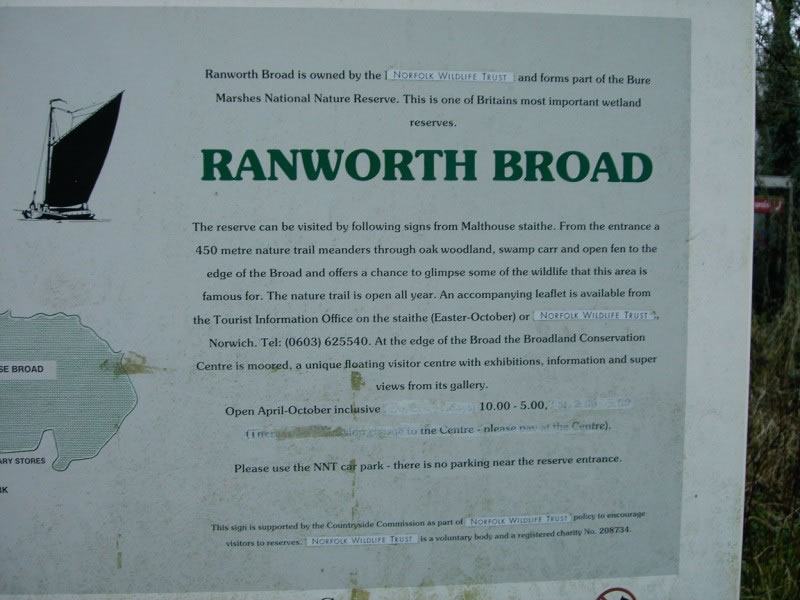 Ranworth Broad is owned by the NORFOLK WILDLIFE TRUST and forms part of the Bure
Marshes National Nature Reserve. This is one of Britains most important wetland
reserves.
RANWORTH BROAD
The reserve can be visited by following signs from Malthouse staithe. From the entrance a
450 metre nature trail meanders through oak woodland, swamp carr and open fen to the
edge of the Broad and offers a chance to glimpse some of the wildlife that this area is
famous for. The nature trail is open all year. An accompanying leaflet is available from
the Tourist Information Office on the staithe (Easter-October) or NORFOLK WILDLIFE TRUST,
Norwich. Tel: (0603) 625540. At the edge of the Broad the Broadland Conservation
Centre is moored, a unique floating visitor centre with exhibitions, information and super
views from its gallery.
Open April-October inclusive 10.00 - 5.00,
to the Centre - please pay at the Centre).
Please use the NNT car park - there is no parking near the reserve entrance.
This sign is supported by the Countryside Commission as part of NORFOLK WILDLIFE TRUST policy to encourage
visitors to reserves. NORFOLK WILDLIFE TRUST is a voluntary body and a registered charity No. 208734.
SE BROAD
ARY STORES
RK